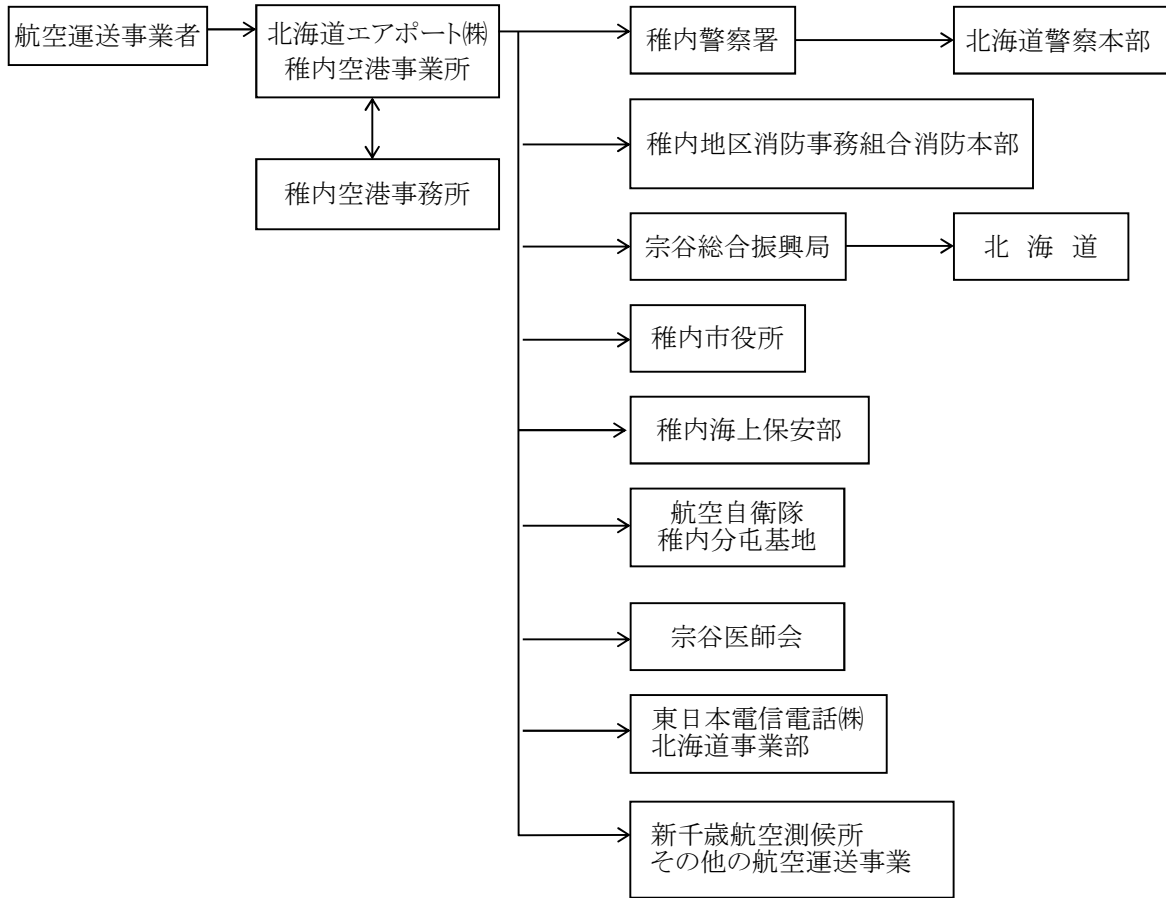 航空運送事業者
北海道エアポート㈱
稚内空港事業所
稚内空港事務所
稚内警察署
北海道警察本部
稚内地区消防事務組合消防本部
宗谷総合振興局
北 海 道
稚内市役所
稚内海上保安部
航空自衛隊
稚内分屯基地
宗谷医師会
東日本電信電話㈱
北海道事業部
新千歳航空測候所
その他の航空運送事業